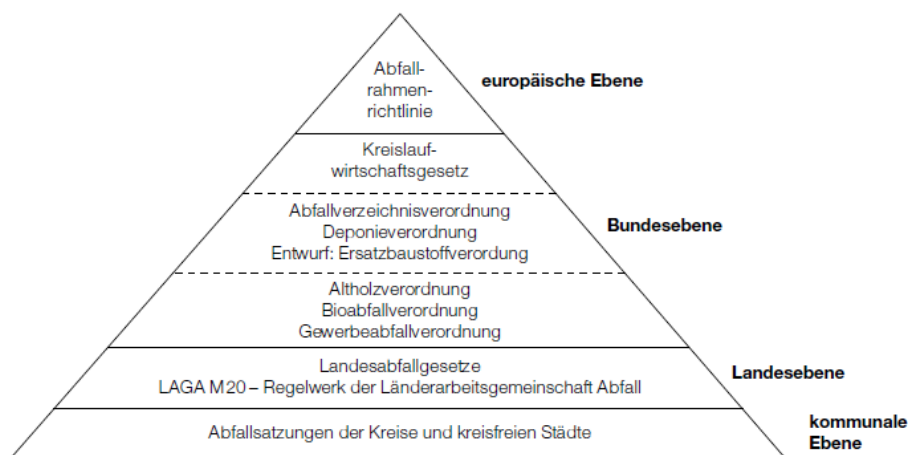 Abfall-
rahmen-
richtlinie
europäische Ebene
Kreislauf-
wirtschaftsgesetz
Abfallverzeichnisverordnung
Deponieverordnung
Entwurf: Ersatzbaustoffverordung
Bundesebene
Altholzverordnung
Bioabfallverordnung
Gewerbeabfallverordnung
Landesabfallgesetze
LAGA M20 – Regelwerk der Länderarbeitsgemeinschaft Abfall
Landesebene
Abfallsatzungen der Kreise und kreisfreien Städte
kommunale
Ebene